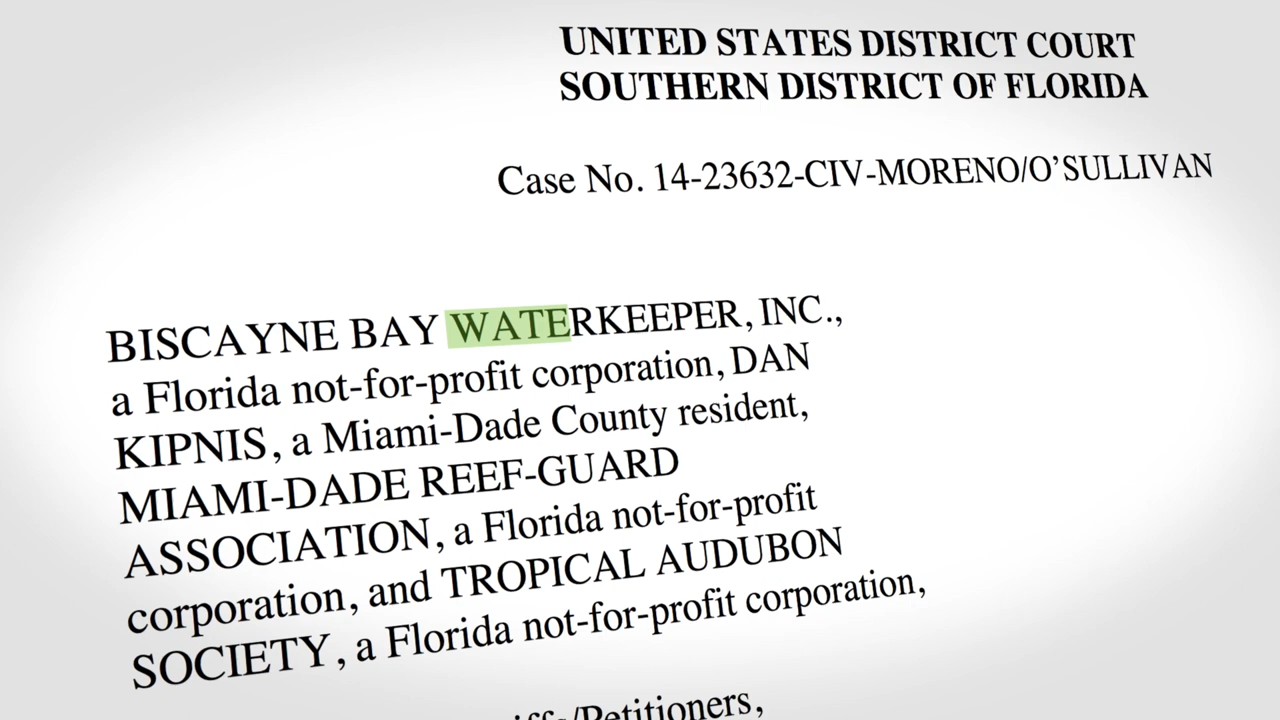 UNITED STATES DISTRICT COURT
SOUTHERN DISTRICT OF FLORIDA
Case No. 14-23632-CIV-MORENO/O'SULLIVAN
BISCAYNE BAY WATERKEEPER, INC.,
a Florida not-for-profit corporation, DAN
KIPNIS, a Miami-Dade County resident,
MIAMI-DADE REEF-GUARD
ASSOCIATION, a Florida not-for-profit
corporation, and TROPICAL AUDUBON
SOCIETY, a Florida not-for-profit corporation,
/Petitioners,